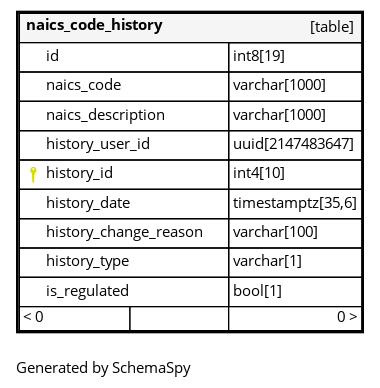 naics_code_history [table]
id int8[19]
naics_code varchar[1000]
naics_description varchar[1000]
history_user_id uuid[2147483647]
history_id int4[10]
history_date timestamptz[35,6]
history_change_reason varchar[100]
history_type varchar[1]
is_regulated bool[1]
< 0 0 >
Generated by SchemaSpy